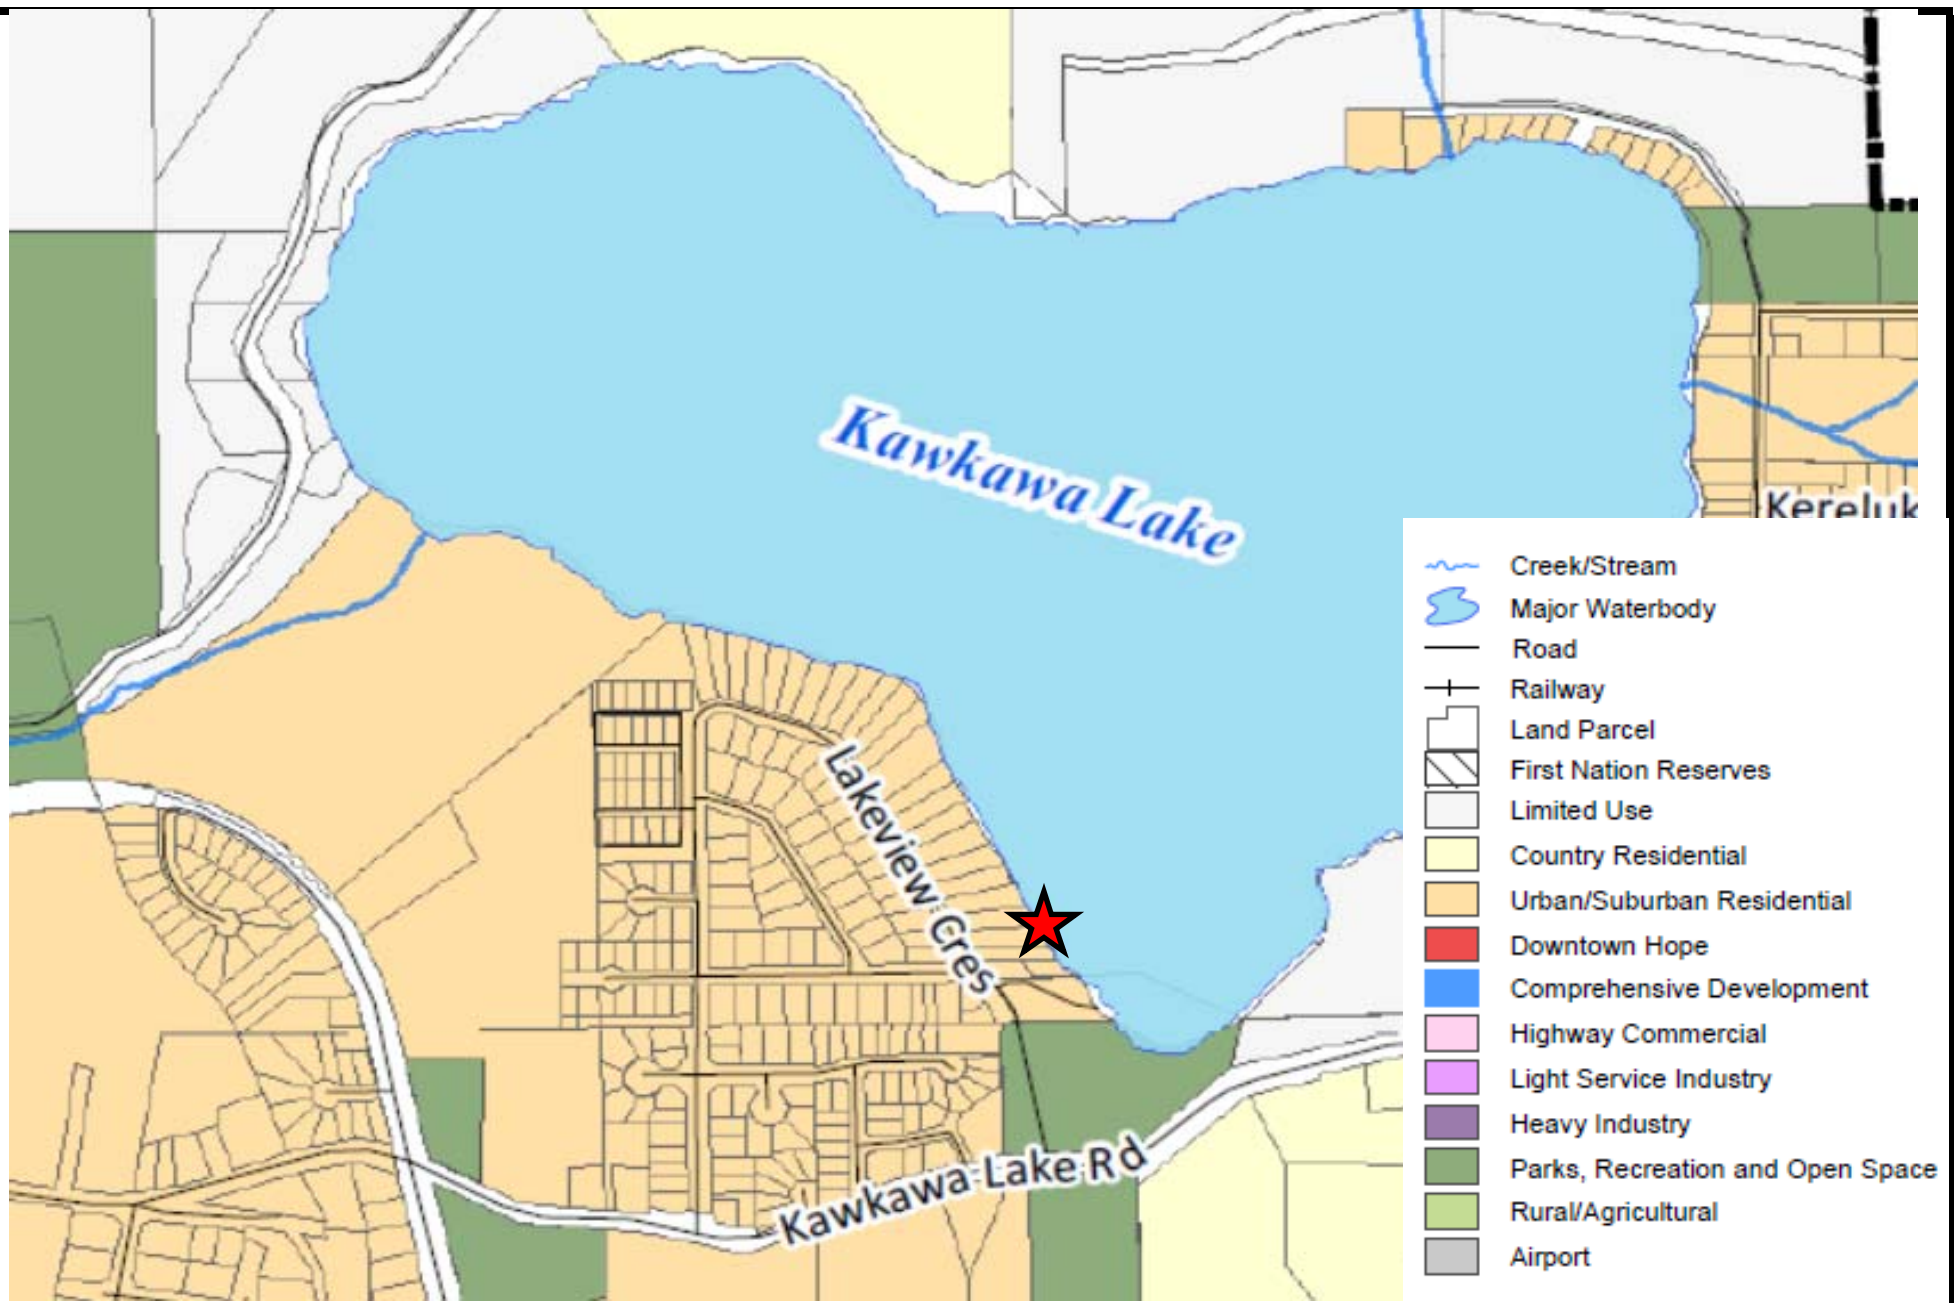 Kawkawa Lake
Kereluk
Lakeview Cres
Kawkawa Lake Rd
Creek/Stream
Major Waterbody
Road
Railway
Land Parcel
First Nation Reserves
Limited Use
Country Residential
Urban/Suburban Residential
Downtown Hope
Comprehensive Development
Highway Commercial
Light Service Industry
Heavy Industry
Parks, Recreation and Open Space
Rural/Agricultural
Airport